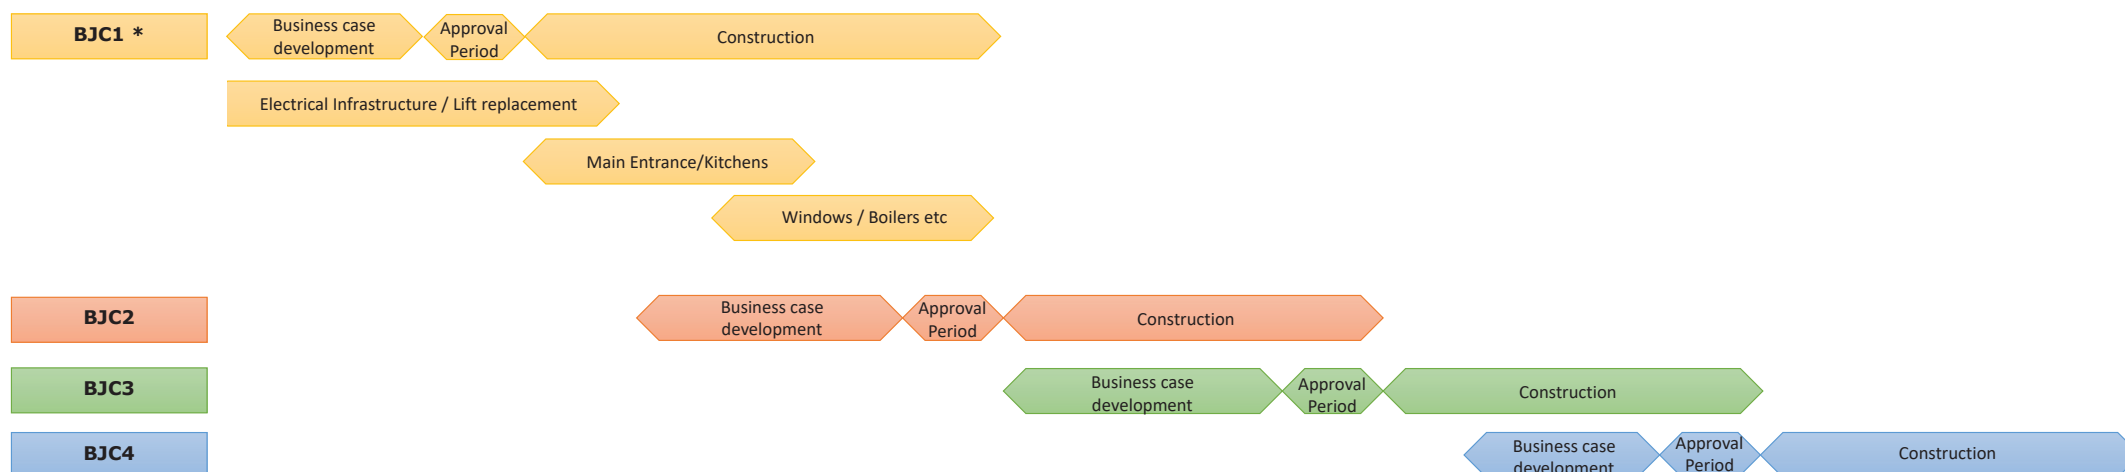 BJC1 *
Business case
development
Approval
Period
Construction
Electrical Infrastructure / Lift replacement
Main Entrance/Kitchens
Windows / Boilers etc
BJC2
Business case
development
Approval
Period
Construction
BJC3
Business case
development
Approval
Period
Construction
BJC4
Business case
development
Approval
Period
Construction